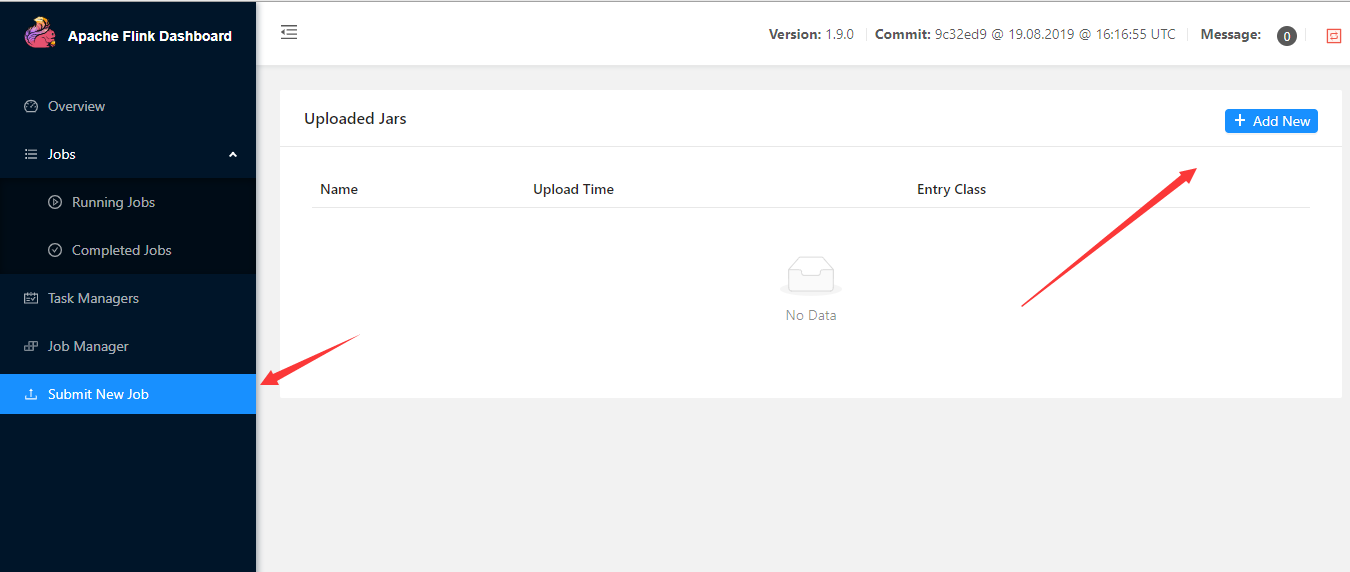 Apache Flink Dashboard
Version: 1.9.0 Commit: 9c32ed9 @ 19.08.2019 @ 16:16:55 UTC Message: 0
Overview
Jobs
Running Jobs
Completed Jobs
Task Managers
Job Manager
Submit New Job
Uploaded Jars
+ Add New
Name Upload Time Entry Class
No Data